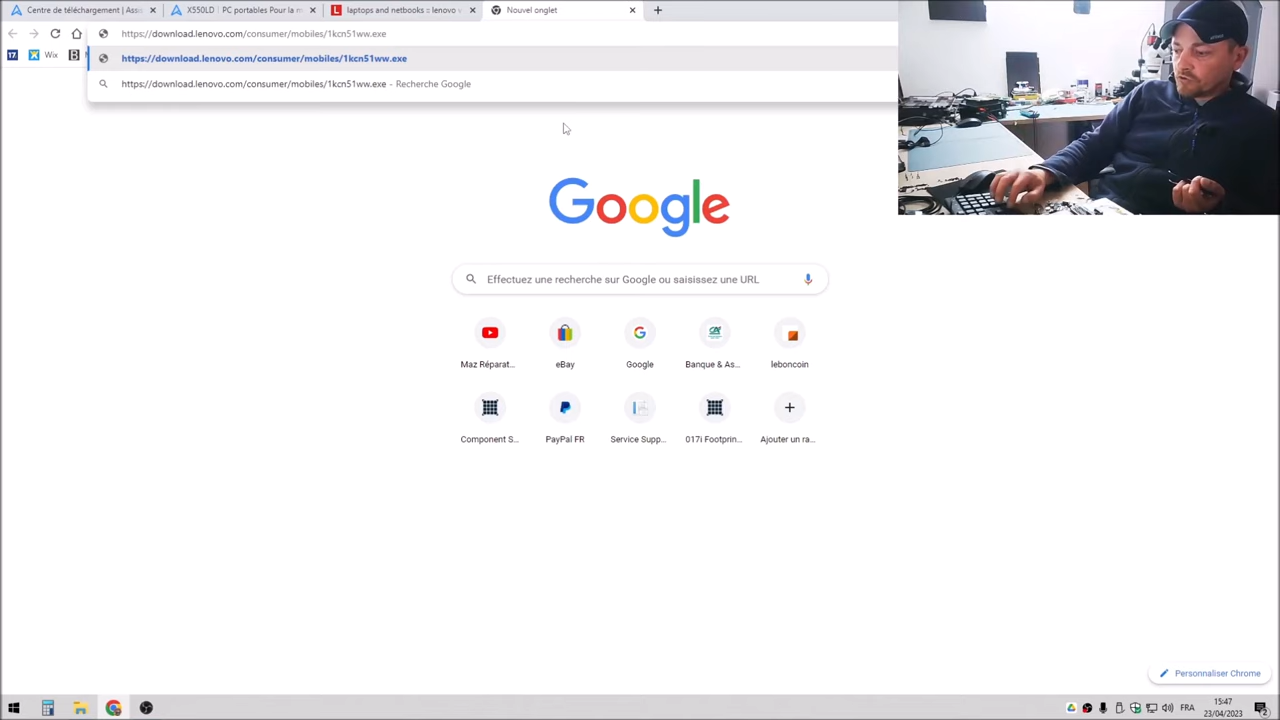 Centre de téléchargement | Assis
X550LD | PC portables Pour la m
L laptops and netbooks :: lenovo v
Nouvel onglet
https://download.lenovo.com/consumer/mobiles/1kcn51ww.exe
17 Wix B
https://download.lenovo.com/consumer/mobiles/1kcn51ww.exe
https://download.lenovo.com/consumer/mobiles/1kcn51ww.exe - Recherche Google
Google
Effectuez une recherche sur Google ou saisissez une URL
Maz Réparat...
eBay
Google
Banque & As...
leboncoin
Component S...
PayPal FR
Service Supp...
017i Footprin...
Ajouter un ra...
Personnaliser Chrome
FRA
15:47
23/04/2023
2